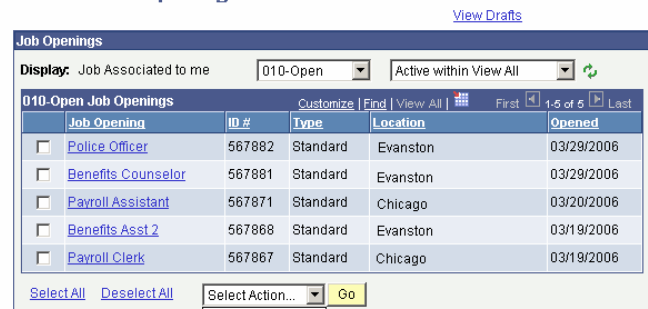 View Drafts
Job Openings
Display: Job Associated to me 010-Open Active within View All
010-Open Job Openings Customize | Find | View All | First 1-5 of 5 Last
Job Opening ID # Type Location Opened
Police Officer 567882 Standard Evanston 03/29/2006
Benefits Counselor 567881 Standard Evanston 03/29/2006
Payroll Assistant 567871 Standard Chicago 03/20/2006
Benefits Asst 2 567868 Standard Evanston 03/19/2006
Payroll Clerk 567867 Standard Chicago 03/19/2006
Select All Deselect All Select Action... Go